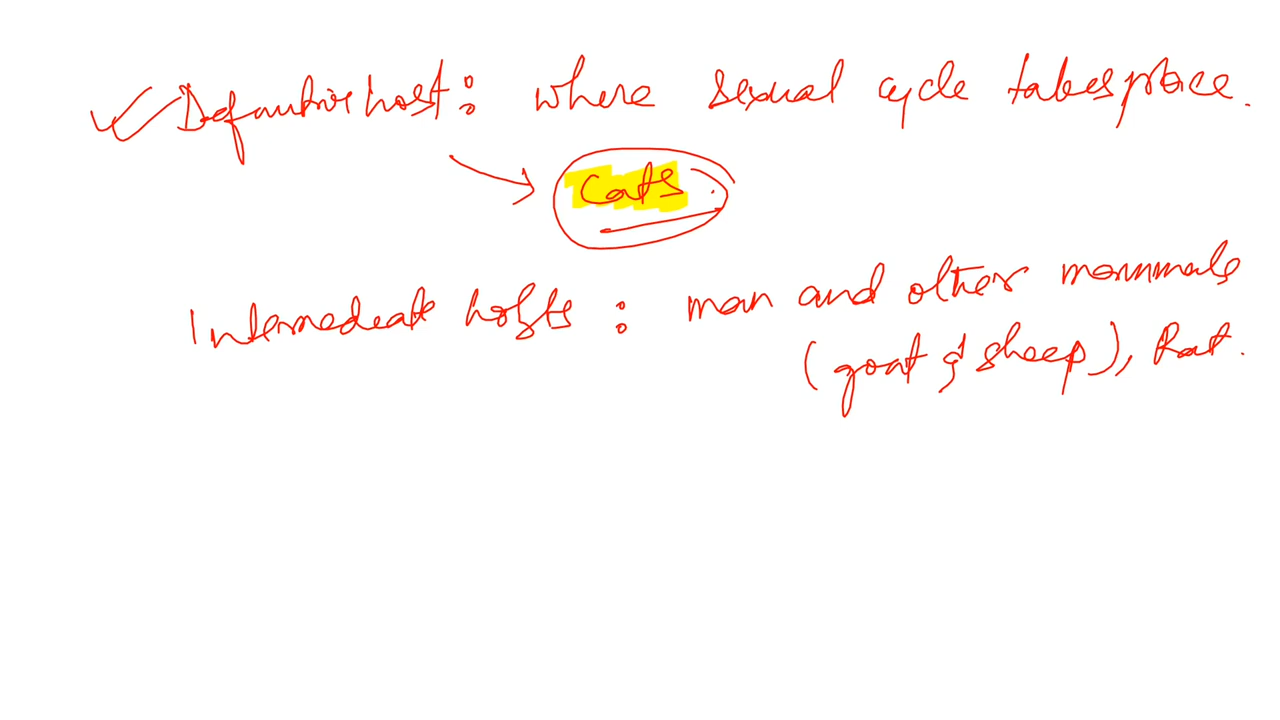 Definitive host : where sexual cycle takes place.
Cats
Intermediate hosts : man and other mammals
(goat & sheep), Rat.